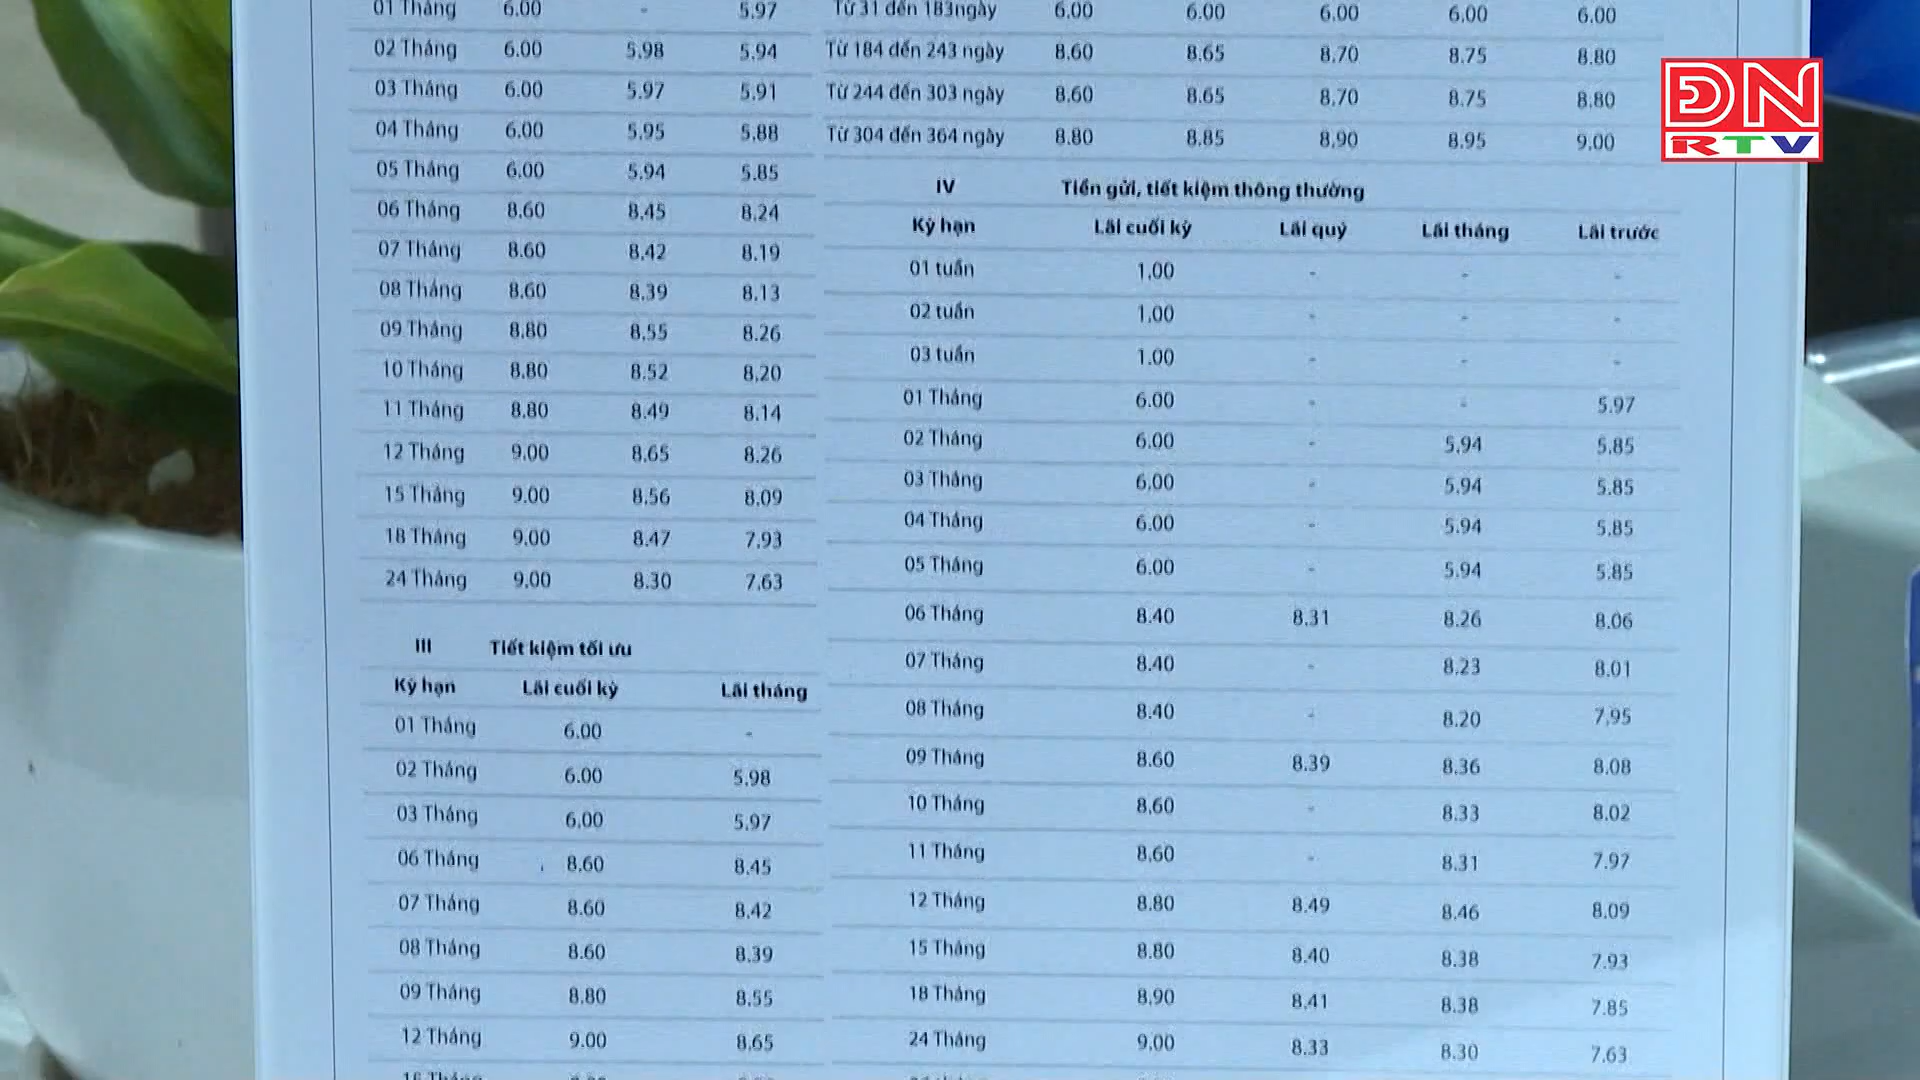 01 Tháng 6.00 - 5.97
02 Tháng 6.00 5.98 5.94
03 Tháng 6.00 5.97 5.91
04 Tháng 6.00 5.95 5.88
05 Tháng 6.00 5.94 5.85
06 Tháng 8.60 8.45 8.24
07 Tháng 8.60 8.42 8.19
08 Tháng 8.60 8.39 8.13
09 Tháng 8.80 8.55 8.26
10 Tháng 8.80 8.52 8.20
11 Tháng 8.80 8.49 8.14
12 Tháng 9.00 8.65 8.26
15 Tháng 9.00 8.56 8.09
18 Tháng 9.00 8.47 7.93
24 Tháng 9.00 8.30 7.63
III Tiết kiệm tối ưu
Kỳ hạn Lãi cuối kỳ Lãi tháng
01 Tháng 6.00 -
02 Tháng 6.00 5.98
03 Tháng 6.00 5.97
06 Tháng 8.60 8.45
07 Tháng 8.60 8.42
08 Tháng 8.60 8.39
09 Tháng 8.80 8.55
12 Tháng 9.00 8.65
Từ 31 đến 183ngày 6.00 6.00 6.00 6.00 6.00
Từ 184 đến 243 ngày 8.60 8.65 8.70 8.75 8.80
Từ 244 đến 303 ngày 8.60 8.65 8.70 8.75 8.80
Từ 304 đến 364 ngày 8.80 8.85 8.90 8.95 9.00
IV Tiền gửi, tiết kiệm thông thường
Kỳ hạn Lãi cuối kỳ Lãi quý Lãi tháng Lãi trước
01 tuần 1.00 - - -
02 tuần 1.00 - - -
03 tuần 1.00 - - -
01 Tháng 6.00 - - 5.97
02 Tháng 6.00 - 5.94 5.85
03 Tháng 6.00 - 5.94 5.85
04 Tháng 6.00 - 5.94 5.85
05 Tháng 6.00 - 5.94 5.85
06 Tháng 8.40 8.31 8.26 8.06
07 Tháng 8.40 - 8.23 8.01
08 Tháng 8.40 - 8.20 7.95
09 Tháng 8.60 8.39 8.36 8.08
10 Tháng 8.60 - 8.33 8.02
11 Tháng 8.60 - 8.31 7.97
12 Tháng 8.80 8.49 8.46 8.09
15 Tháng 8.80 8.40 8.38 7.93
18 Tháng 8.90 8.41 8.38 7.85
24 Tháng 9.00 8.33 8.30 7.63
ĐN
RTV